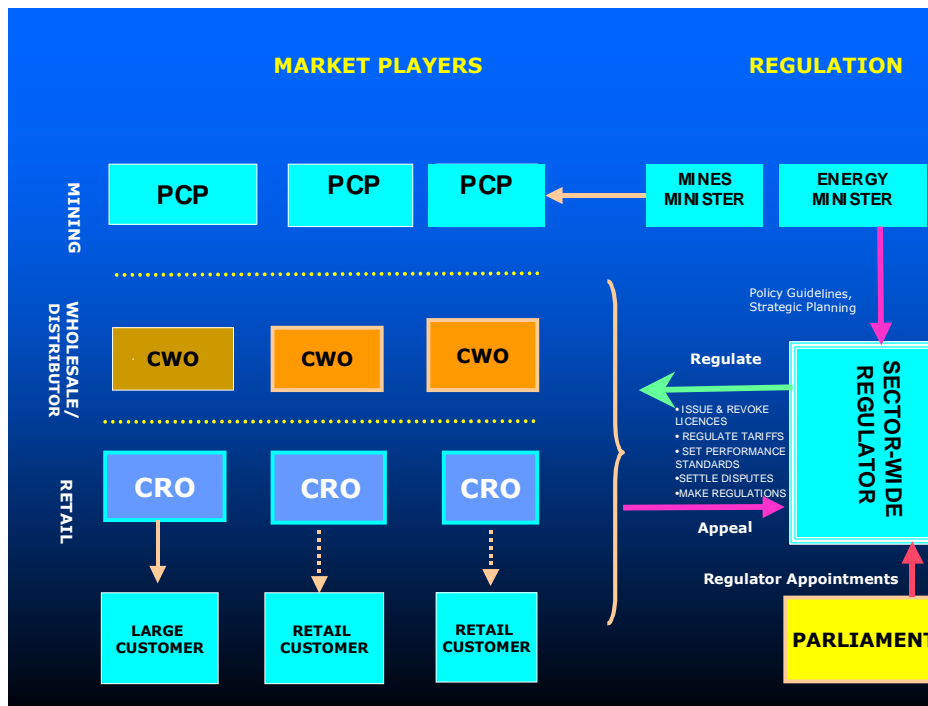 MARKET PLAYERS
REGULATION
MINING
PCP
PCP
PCP
MINES
MINISTER
ENERGY
MINISTER
Policy Guidelines,
Strategic Planning
WHOLESALE/
DISTRIBUTOR
CWO
CWO
CWO
Regulate
• ISSUE & REVOKE
LICENCES
• REGULATE TARIFFS
• SET PERFORMANCE
STANDARDS
•SETTLE DISPUTES
•MAKE REGULATIONS
Appeal
SECTOR-WIDE
REGULATOR
RETAIL
CRO
CRO
CRO
Regulator Appointments
LARGE
CUSTOMER
RETAIL
CUSTOMER
RETAIL
CUSTOMER
PARLIAMENT